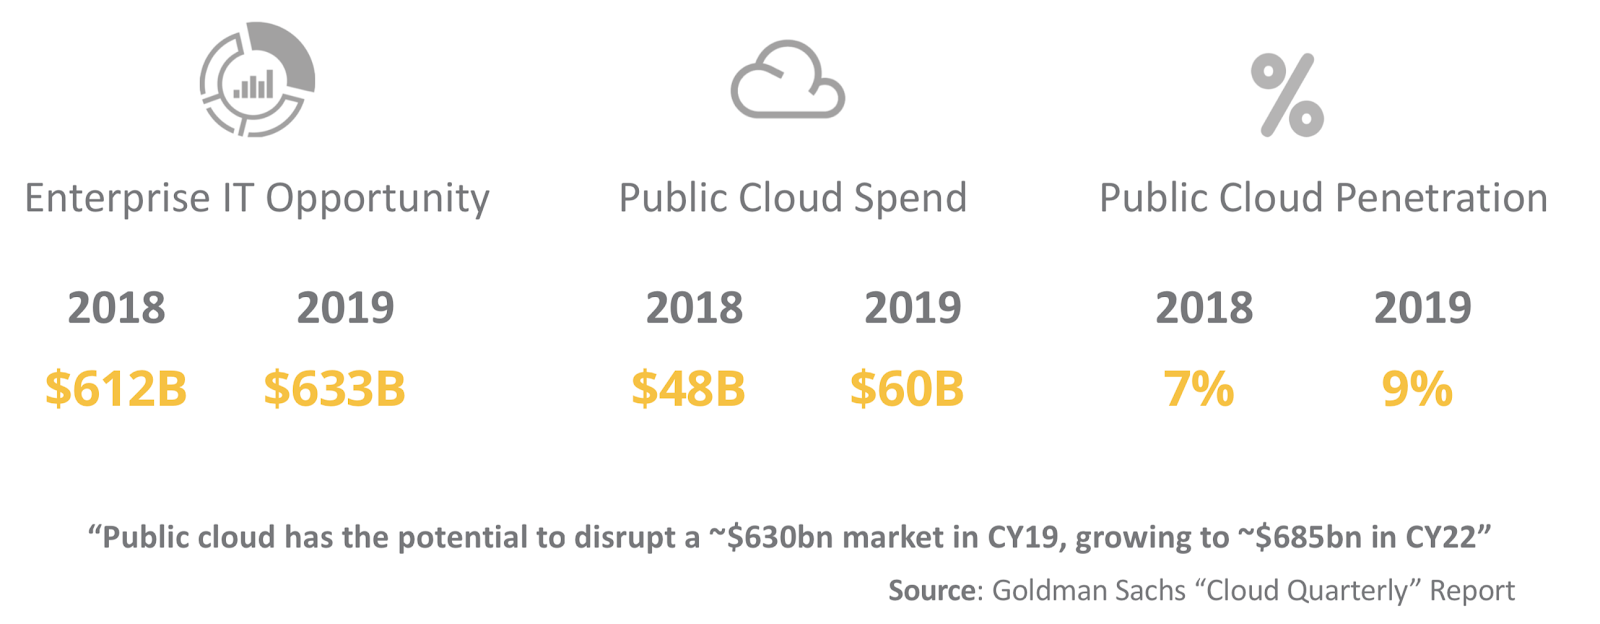 Enterprise IT Opportunity
Public Cloud Spend
Public Cloud Penetration
2018 2019
2018 2019
2018 2019
$612B $633B
$48B $60B
7% 9%
“Public cloud has the potential to disrupt a ~$630bn market in CY19, growing to ~$685bn in CY22”
Source: Goldman Sachs “Cloud Quarterly” Report